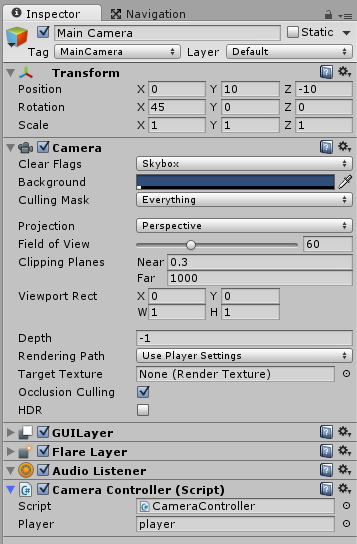 Inspector Navigation
Main Camera Static
Tag MainCamera Layer Default
Transform
Position X 0 Y 10 Z -10
Rotation X 45 Y 0 Z 0
Scale X 1 Y 1 Z 1
Camera
Clear Flags Skybox
Background
Culling Mask Everything
Projection Perspective
Field of View 60
Clipping Planes Near 0.3
Far 1000
Viewport Rect X 0 Y 0
W 1 H 1
Depth -1
Rendering Path Use Player Settings
Target Texture None (Render Texture)
Occlusion Culling
HDR
GUILayer
Flare Layer
Audio Listener
Camera Controller (Script)
Script CameraController
Player player